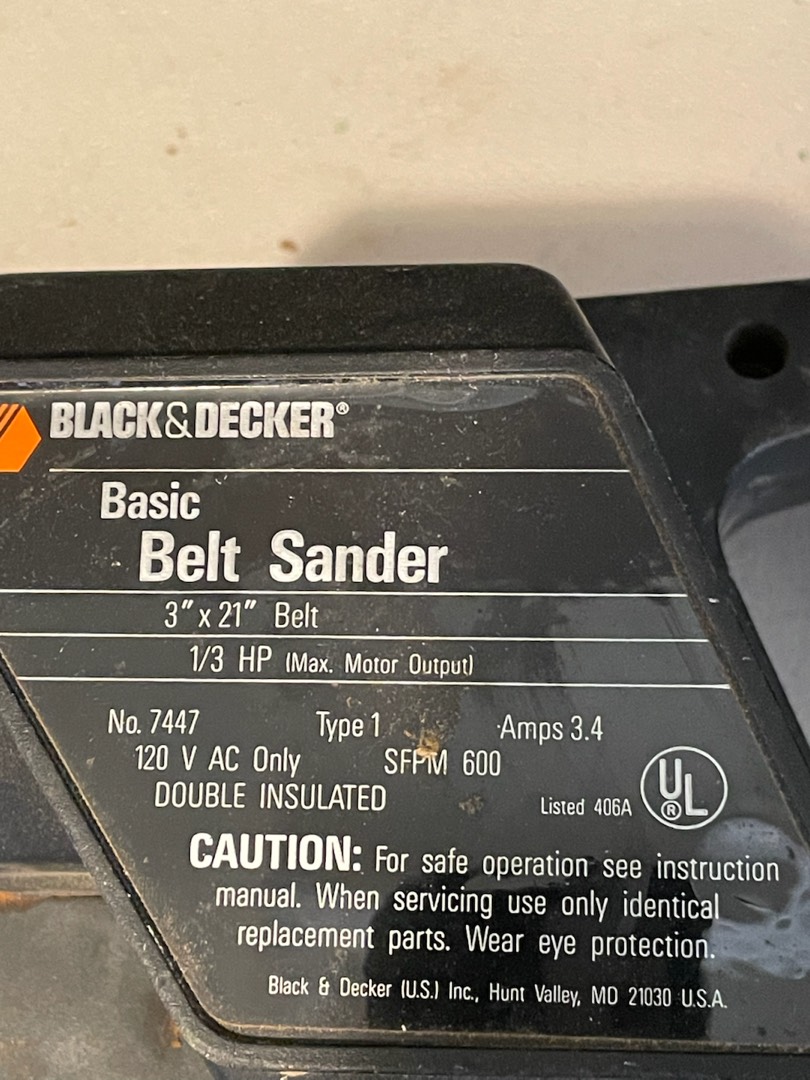 BLACK&DECKER®
Basic
Belt Sander
3" x 21" Belt
1/3 HP (Max. Motor Output)
No. 7447 Type 1 Amps 3.4
120 V AC Only SFPM 600
DOUBLE INSULATED
Listed 406A UL®
CAUTION: For safe operation see instruction
manual. When servicing use only identical
replacement parts. Wear eye protection.
Black & Decker (U.S.) Inc., Hunt Valley, MD 21030 U.S.A.